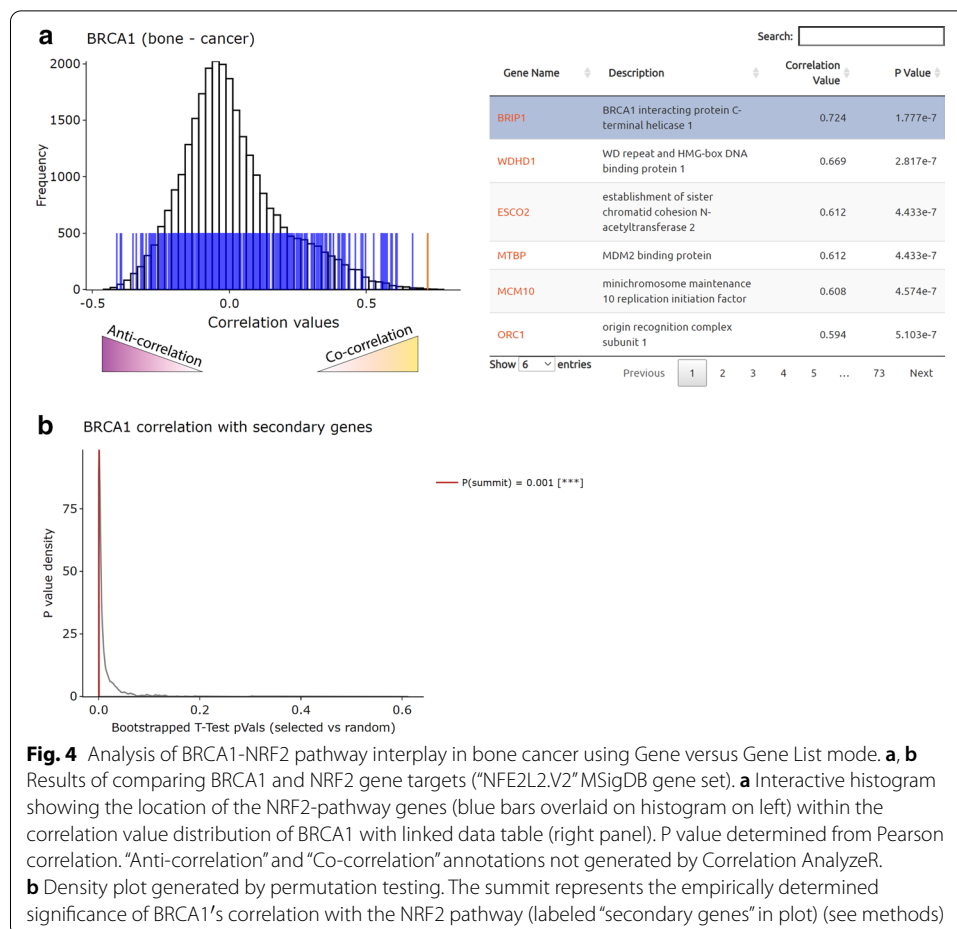 a
BRCA1 (bone - cancer)
2000
1500
1000
500
0
Frequency
-0.5
0.0
0.5
Correlation values
Anti-correlation
Co-correlation
Search:
Gene Name
Description
Correlation
Value
P Value
BRIP1
BRCA1 interacting protein C-
terminal helicase 1
0.724
1.777e-7
WDHD1
WD repeat and HMG-box DNA
binding protein 1
0.669
2.817e-7
ESCO2
establishment of sister
chromatid cohesion N-
acetyltransferase 2
0.612
4.433e-7
MTBP
MDM2 binding protein
0.612
4.433e-7
MCM10
minichromosome maintenance
10 replication initiation factor
0.608
4.574e-7
ORC1
origin recognition complex
subunit 1
0.594
5.103e-7
Show 6 entries
Previous 1 2 3 4 5 ... 73 Next
b
BRCA1 correlation with secondary genes
P(summit) = 0.001 [***]
75
50
25
0
P value density
0.0
0.2
0.4
0.6
Bootstrapped T-Test pVals (selected vs random)
Fig. 4 Analysis of BRCA1-NRF2 pathway interplay in bone cancer using Gene versus Gene List mode. a, b
Results of comparing BRCA1 and NRF2 gene targets (“NFE2L2.V2” MSigDB gene set). a Interactive histogram
showing the location of the NRF2-pathway genes (blue bars overlaid on histogram on left) within the
correlation value distribution of BRCA1 with linked data table (right panel). P value determined from Pearson
correlation. “Anti-correlation” and “Co-correlation” annotations not generated by Correlation AnalyzeR.
b Density plot generated by permutation testing. The summit represents the empirically determined
significance of BRCA1′s correlation with the NRF2 pathway (labeled “secondary genes” in plot) (see methods)